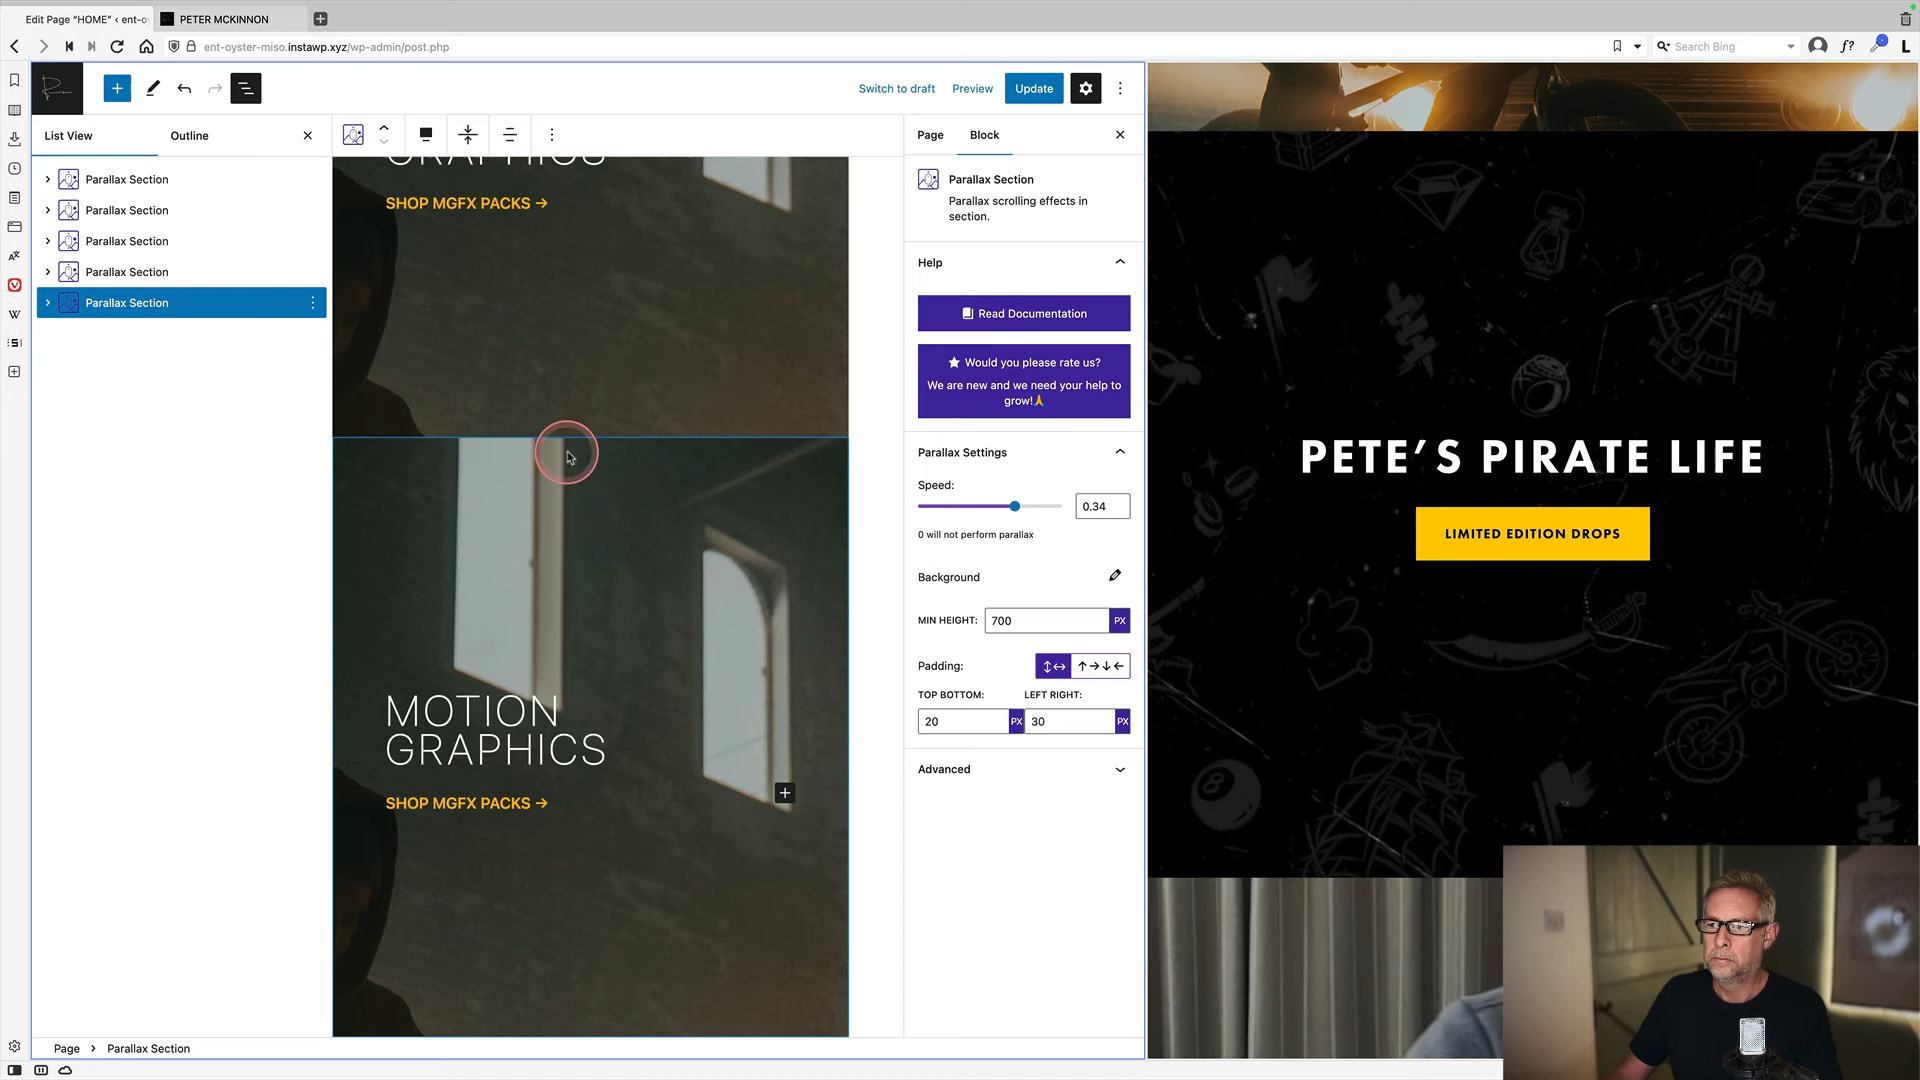 Edit Page "HOME" ‹ ent-oy
PETER MCKINNON
ent-oyster-miso.instawp.xyz/wp-admin/post.php
Search Bing
Switch to draft
Preview
Update
List View
Outline
Page
Block
Parallax Section
Parallax Section
Parallax Section
Parallax Section
Parallax Section
GRAPHICS
SHOP MGFX PACKS →
MOTION
GRAPHICS
SHOP MGFX PACKS →
Parallax Section
Parallax scrolling effects in
section.
Help
Read Documentation
Would you please rate us?
We are new and we need your help to
grow!🙏
Parallax Settings
Speed:
0.34
0 will not perform parallax
Background
MIN HEIGHT:
700
PX
Padding:
TOP BOTTOM:
LEFT RIGHT:
20
PX
30
PX
Advanced
PETE'S PIRATE LIFE
LIMITED EDITION DROPS
8
Page
Parallax Section